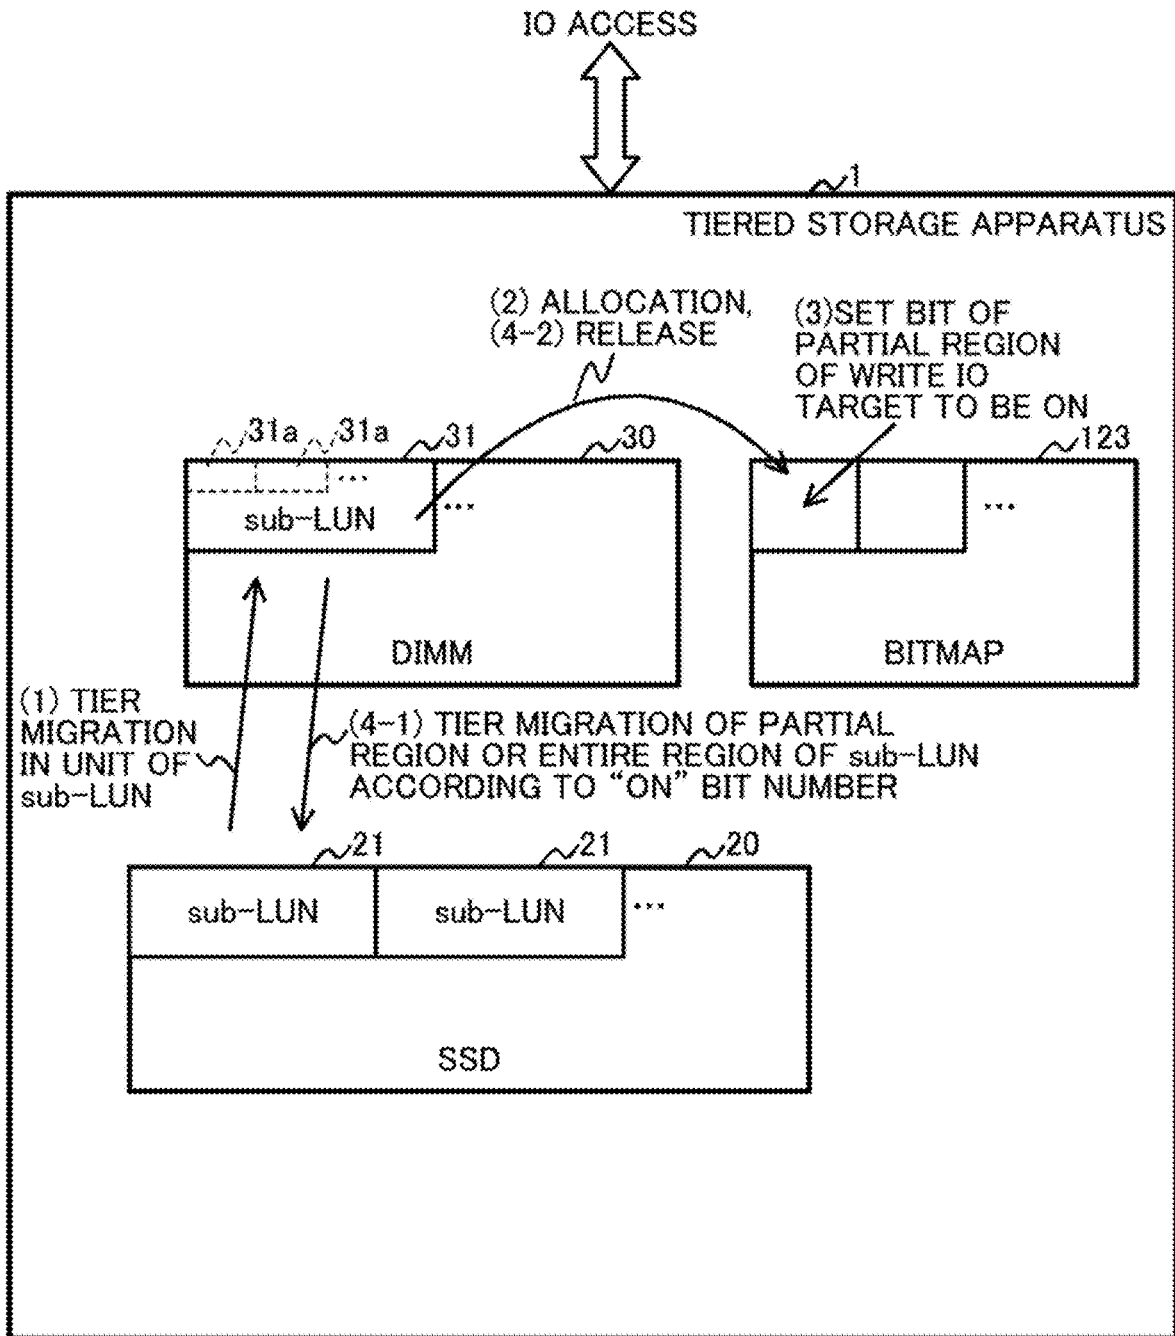 IO ACCESS
1
TIERED STORAGE APPARATUS
(2) ALLOCATION,
(4-2) RELEASE
(3)SET BIT OF
PARTIAL REGION
OF WRITE IO
TARGET TO BE ON
31a
31a
31
30
123
...
sub-LUN
...
...
DIMM
BITMAP
(1) TIER
MIGRATION
IN UNIT OF
sub-LUN
(4-1) TIER MIGRATION OF PARTIAL
REGION OR ENTIRE REGION OF sub-LUN
ACCORDING TO “ON” BIT NUMBER
21
21
20
sub-LUN
sub-LUN
...
SSD